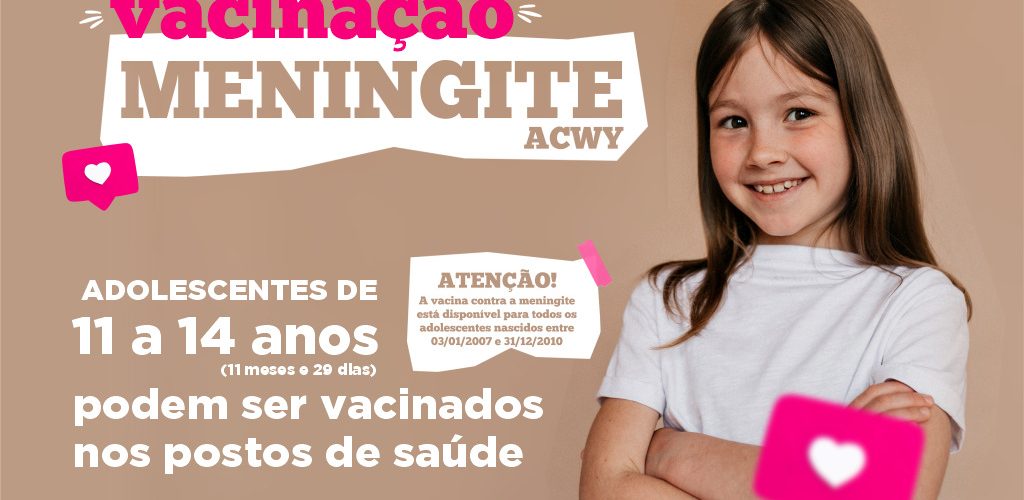 vacinação
MENINGITE
ACWY
ADOLESCENTES DE
11 a 14 anos
(11 meses e 29 dias)
podem ser vacinados
nos postos de saúde
ATENÇÃO!
A vacina contra a meningite
está disponível para todos os
adolescentes nascidos entre
03/01/2007 e 31/12/2010